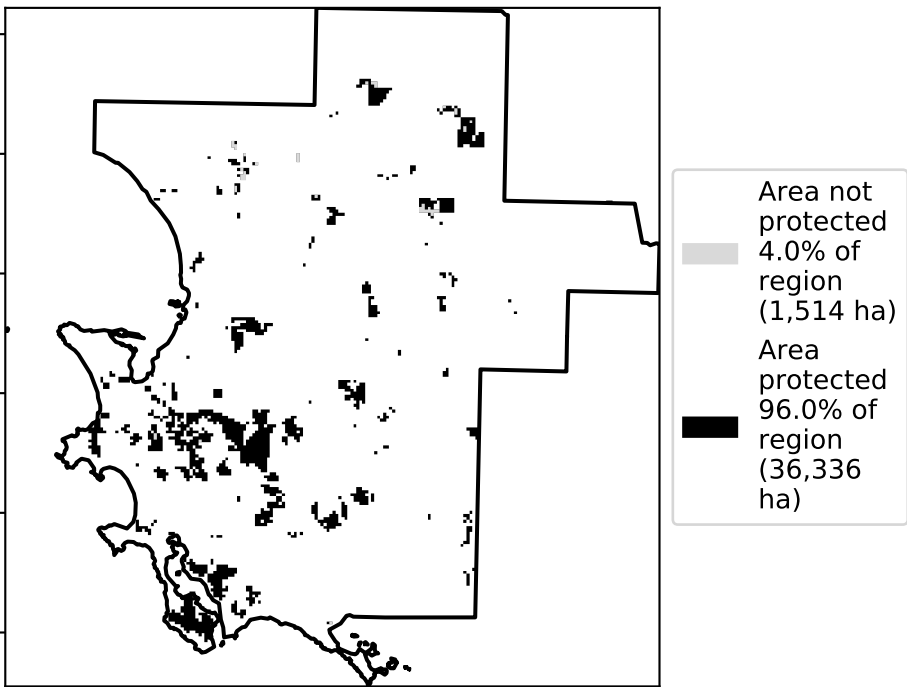 Area not
protected
4.0% of
region
(1,514 ha)
Area
protected
96.0% of
region
(36,336
ha)